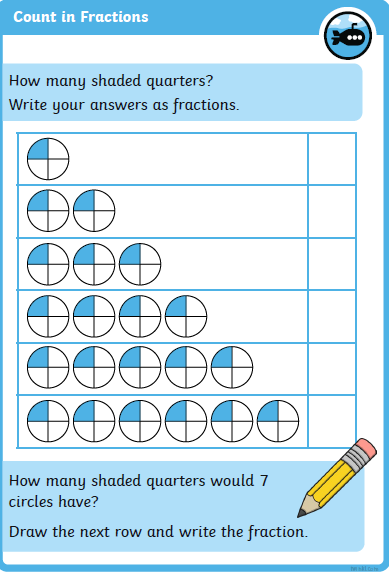 Count in Fractions
How many shaded quarters?
Write your answers as fractions.
How many shaded quarters would 7
circles have?
Draw the next row and write the fraction.